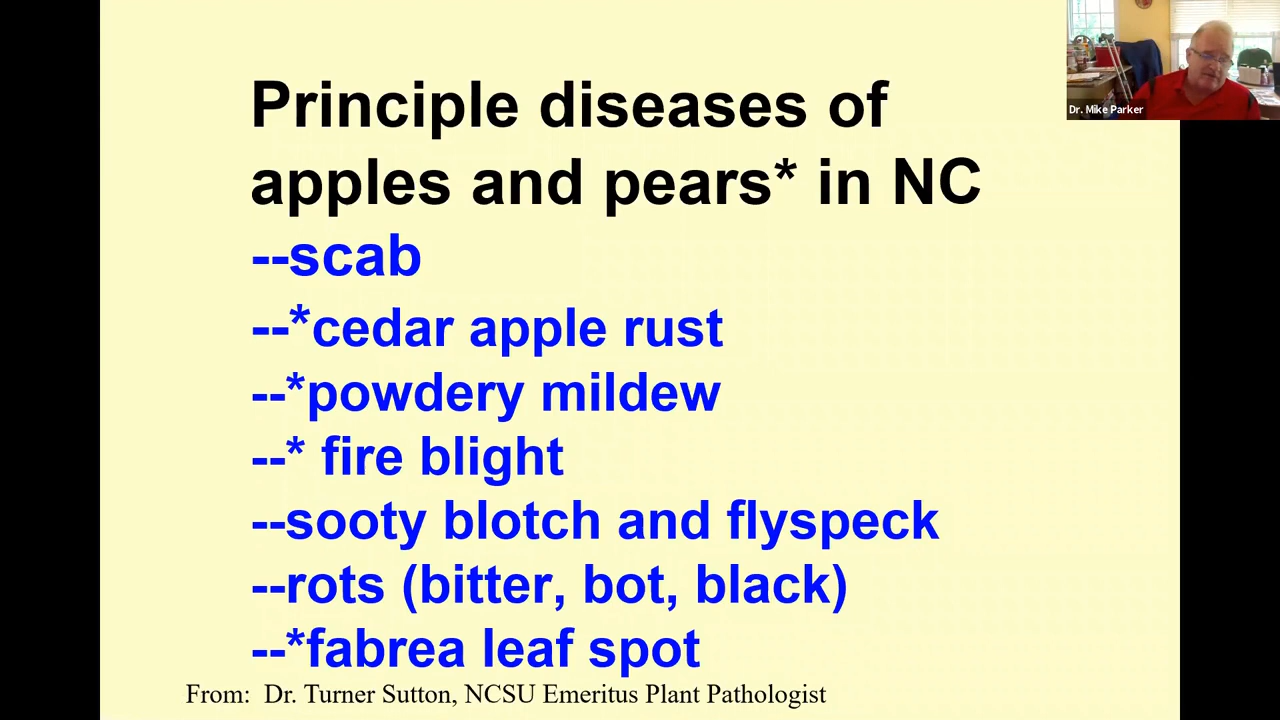 Principle diseases of
apples and pears* in NC
--scab
--*cedar apple rust
--*powdery mildew
--* fire blight
--sooty blotch and flyspeck
--rots (bitter, bot, black)
--*fabrea leaf spot
From:  Dr. Turner Sutton, NCSU Emeritus Plant Pathologist
Dr. Mike Parker